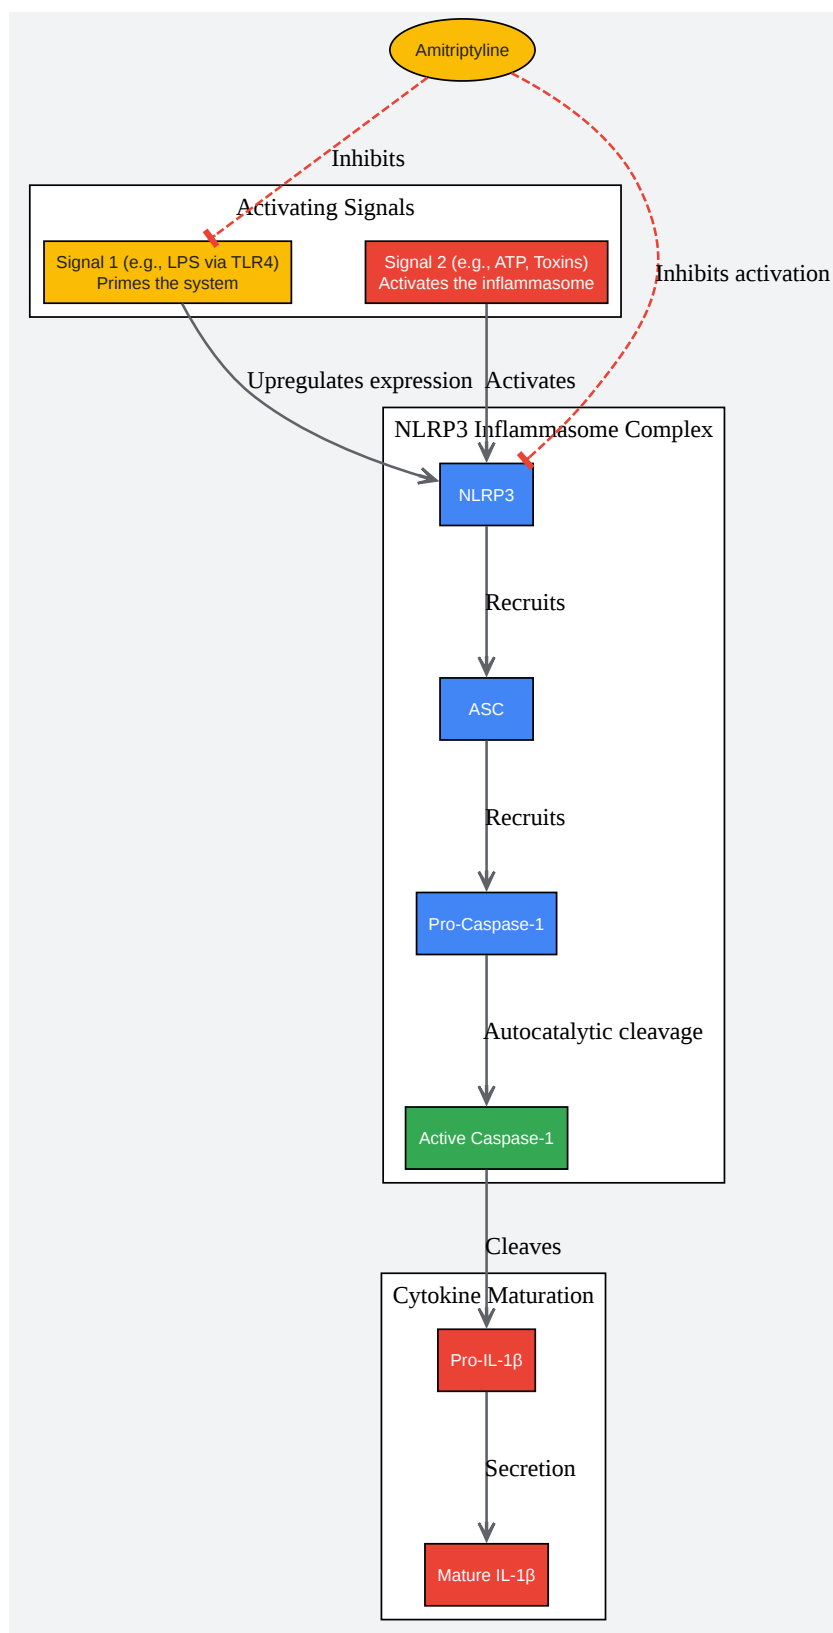 Amitriptyline
Inhibits
Activating Signals
Signal 1 (e.g., LPS via TLR4)
Primes the system
Signal 2 (e.g., ATP, Toxins)
Activates the inflammasome
Inhibits activation
Upregulates expression
Activates
NLRP3 Inflammasome Complex
NLRP3
Recruits
ASC
Recruits
Pro-Caspase-1
Autocatalytic cleavage
Active Caspase-1
Cleaves
Cytokine Maturation
Pro-IL-1β
Secretion
Mature IL-1β